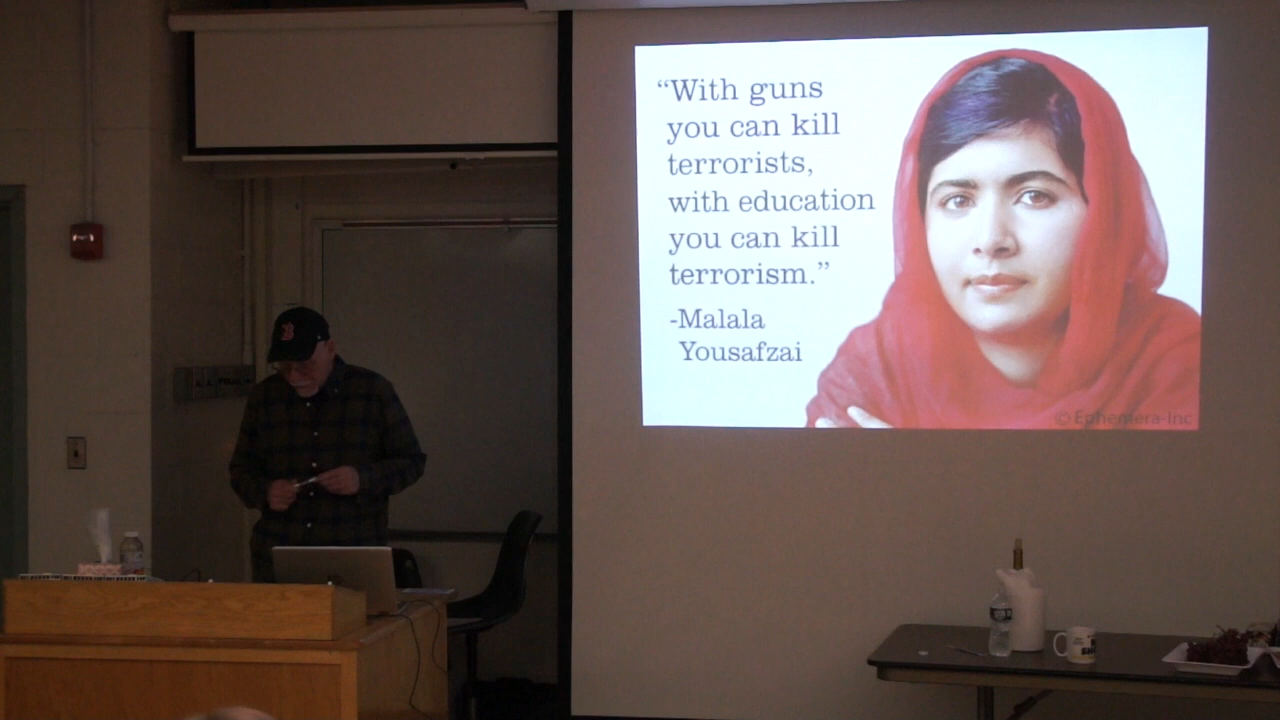 “With guns
you can kill
terrorists,
with education
you can kill
terrorism.”
-Malala
Yousafzai
© Ephemera-Inc
B